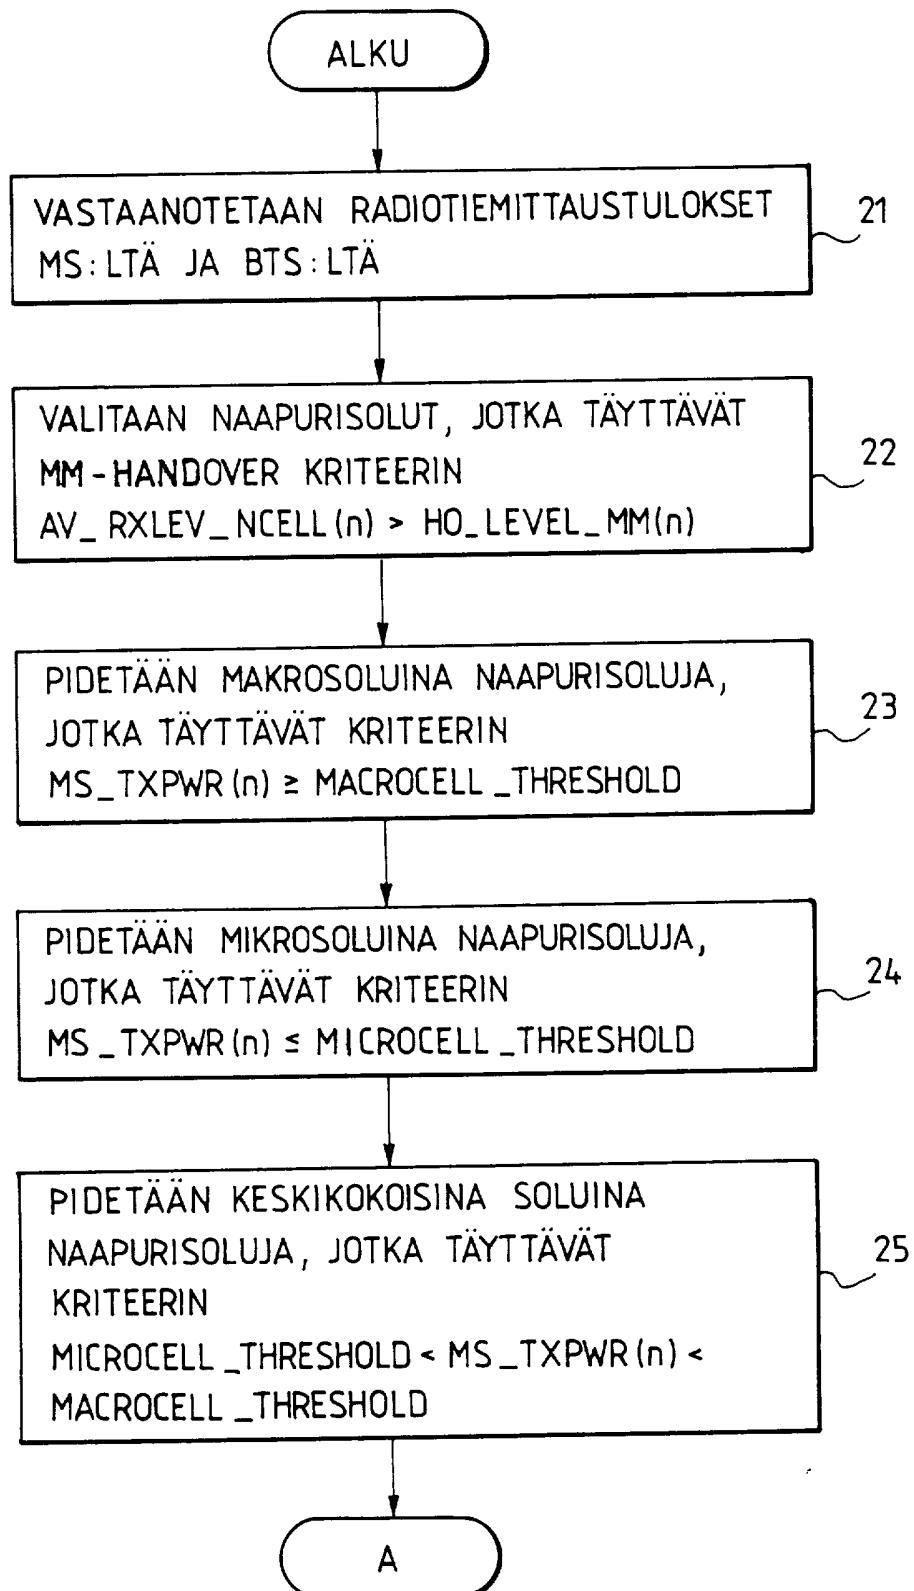 ALKU
VASTAANOTETAAN RADIOTIEMITTAUSTULOKSET
MS:LTÄ JA BTS:LTÄ
21
VALITAAN NAAPURISOLUT, JOTKA TÄYTTÄVÄT
MM-HANDOVER KRITEERIN
AV_RXLEV_NCELL(n) > HO_LEVEL_MM(n)
22
PIDETÄÄN MAKROSOLUINA NAAPURISOLUJA,
JOTKA TÄYTTÄVÄT KRITEERIN
MS_TXPWR(n) ≥ MACROCELL_THRESHOLD
23
PIDETÄÄN MIKROSOLUINA NAAPURISOLUJA,
JOTKA TÄYTTÄVÄT KRITEERIN
MS_TXPWR(n) ≤ MICROCELL_THRESHOLD
24
PIDETÄÄN KESKIKOKOISINA SOLUINA
NAAPURISOLUJA, JOTKA TÄYTTÄVÄT
KRITEERIN
MICROCELL_THRESHOLD < MS_TXPWR(n) <
MACROCELL_THRESHOLD
25
A